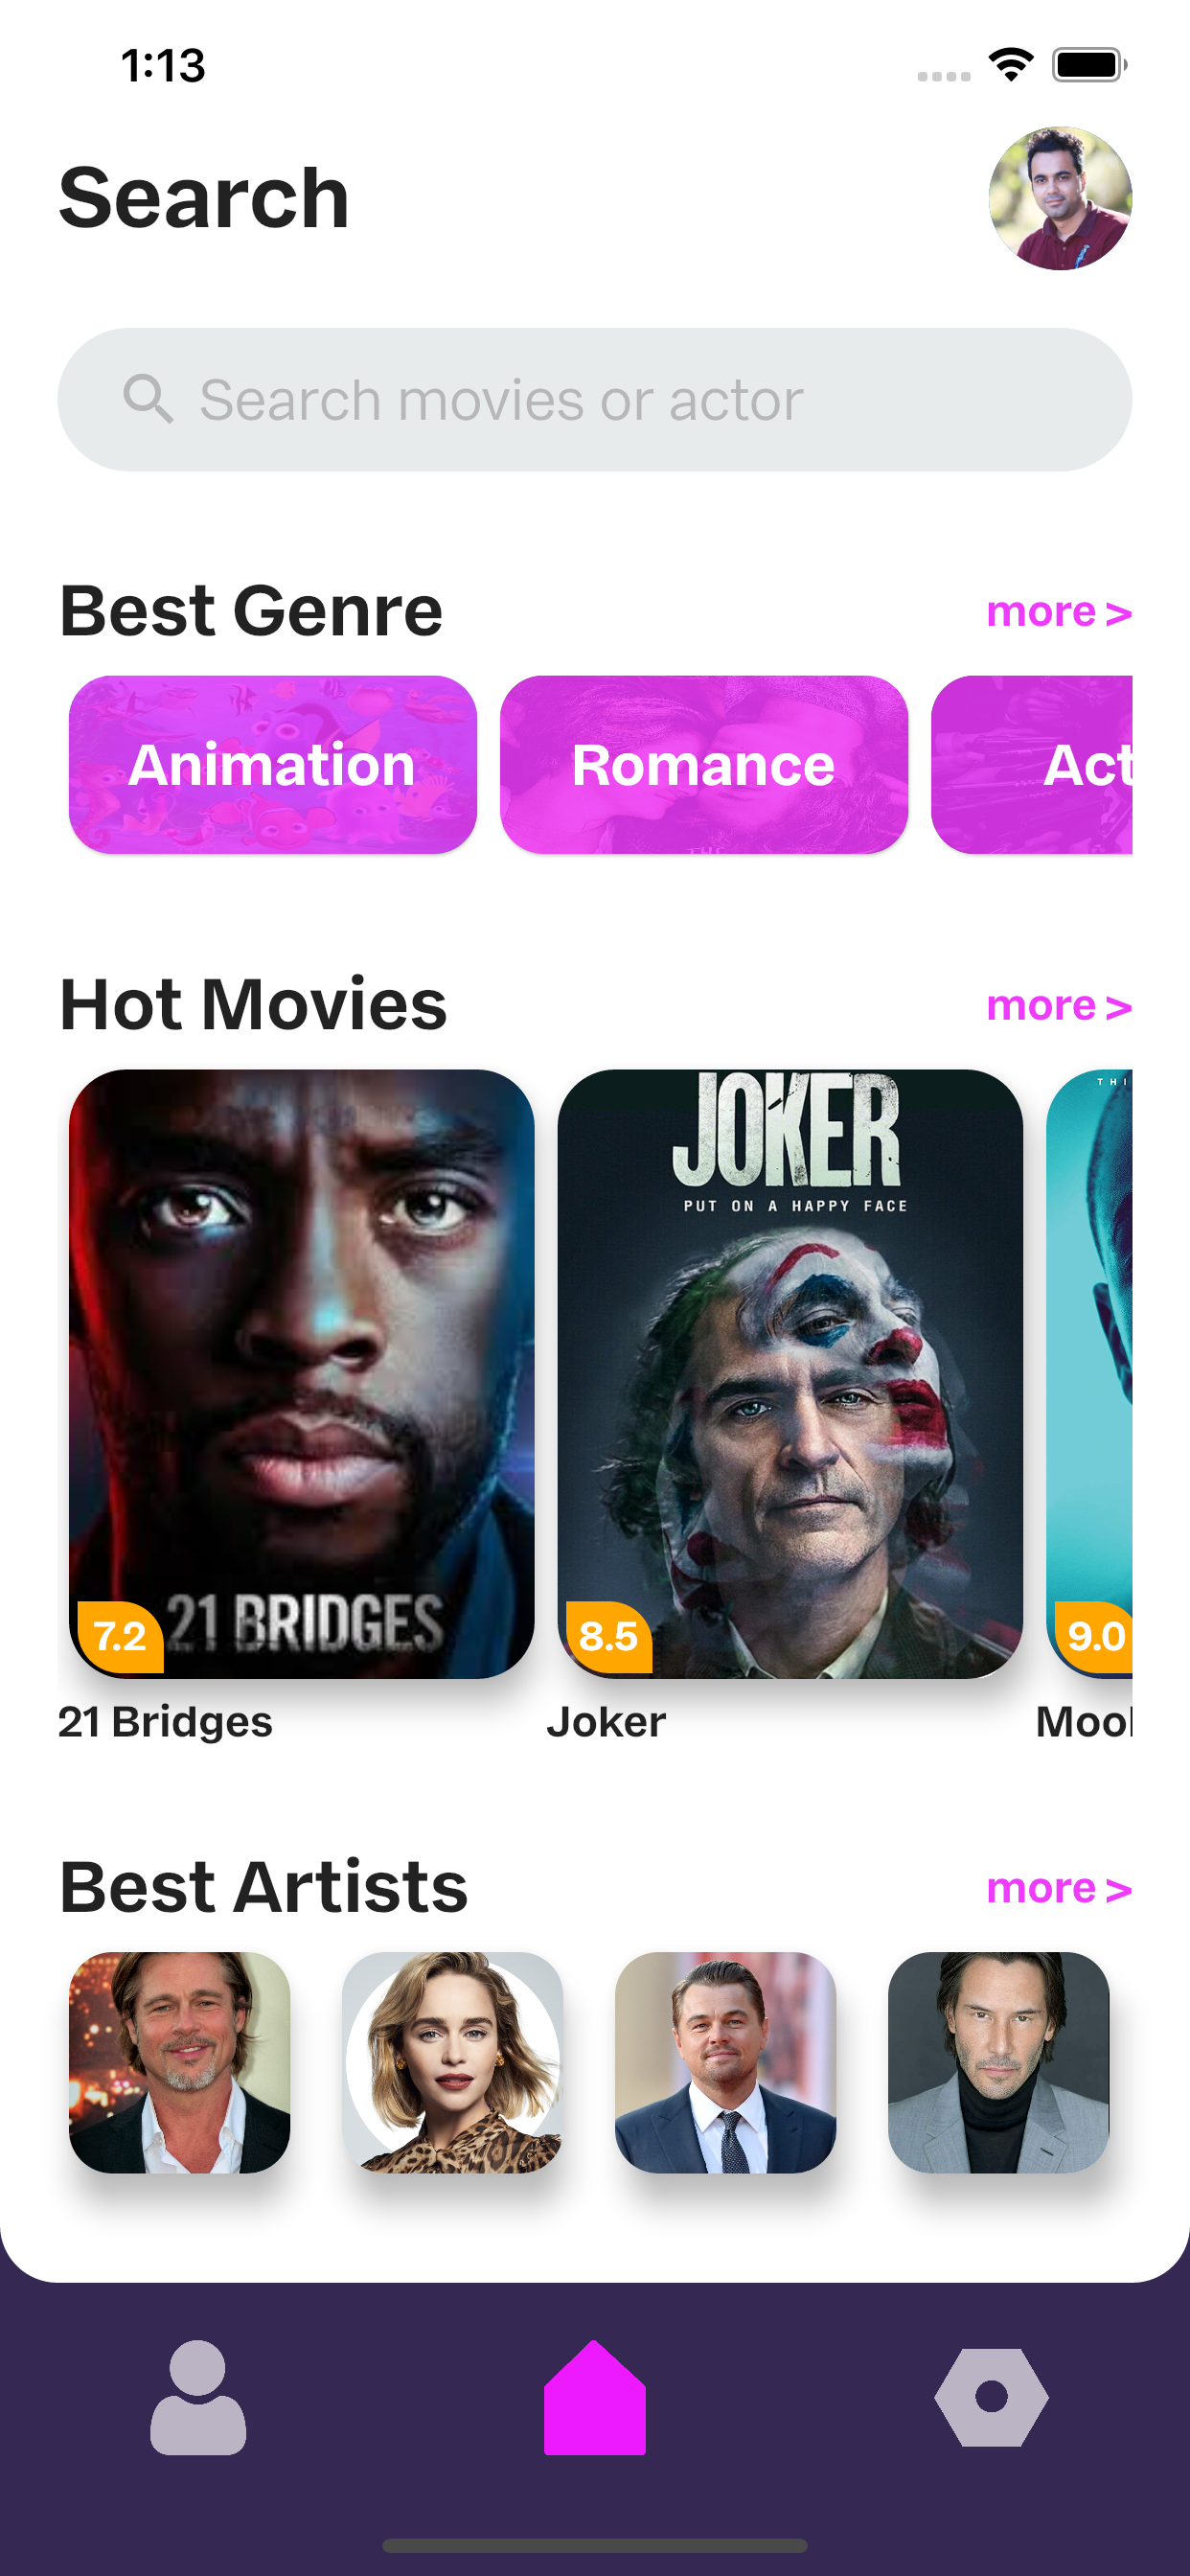 1:13
Search
Search movies or actor
Best Genre
more >
Animation
Romance
Act
Hot Movies
more >
JOKER
PUT ON A HAPPY FACE
THI
21 BRIDGES
7.2
8.5
9.0
21 Bridges
Joker
Moo
Best Artists
more >